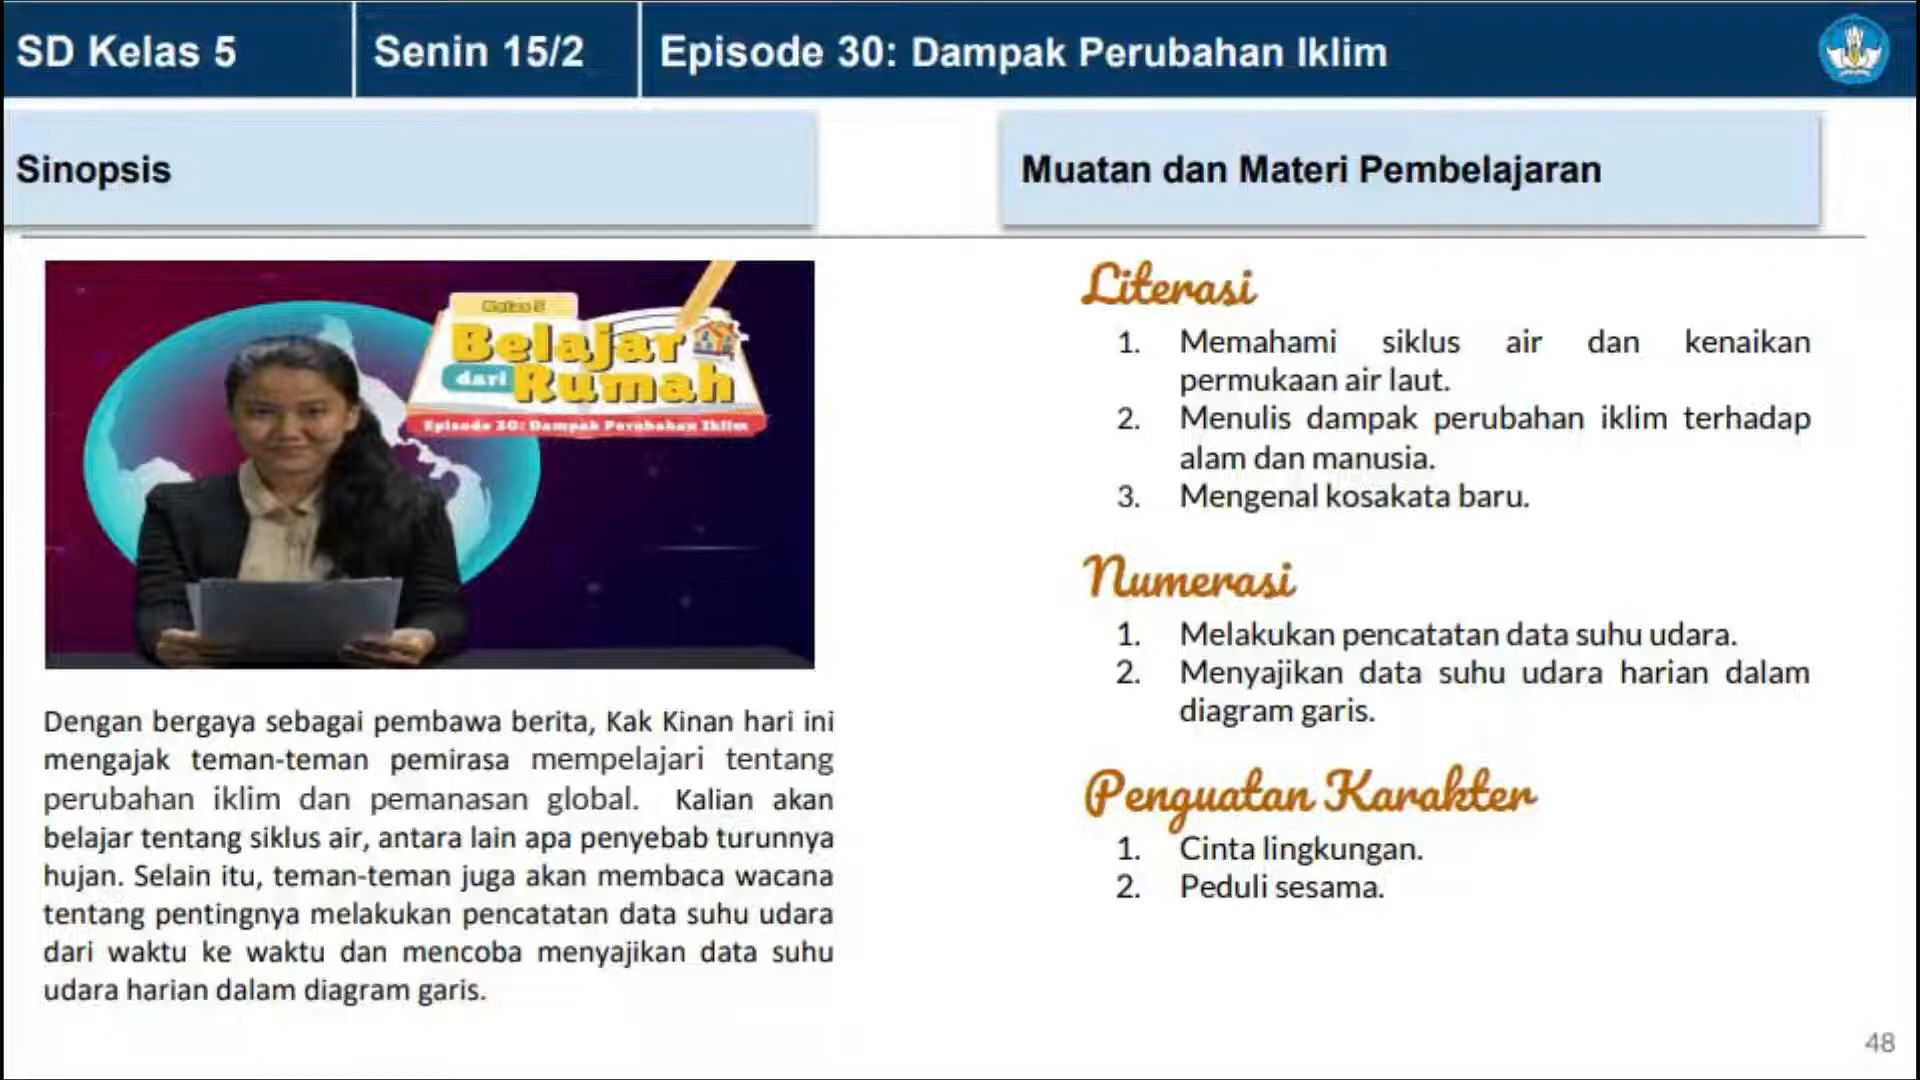 SD Kelas 5
Senin 15/2
Episode 30: Dampak Perubahan Iklim
Sinopsis
Muatan dan Materi Pembelajaran
Kelas 5
Belajar
dari Rumah
Episode 30: Dampak Perubahan Iklim
Dengan bergaya sebagai pembawa berita, Kak Kinan hari ini
mengajak teman-teman pemirasa mempelajari tentang
perubahan iklim dan pemanasan global. Kalian akan
belajar tentang siklus air, antara lain apa penyebab turunnya
hujan. Selain itu, teman-teman juga akan membaca wacana
tentang pentingnya melakukan pencatatan data suhu udara
dari waktu ke waktu dan mencoba menyajikan data suhu
udara harian dalam diagram garis.
Literasi
1. Memahami siklus air dan kenaikan
permukaan air laut.
2. Menulis dampak perubahan iklim terhadap
alam dan manusia.
3. Mengenal kosakata baru.
Numerasi
1. Melakukan pencatatan data suhu udara.
2. Menyajikan data suhu udara harian dalam
diagram garis.
Penguatan Karakter
1. Cinta lingkungan.
2. Peduli sesama.
48